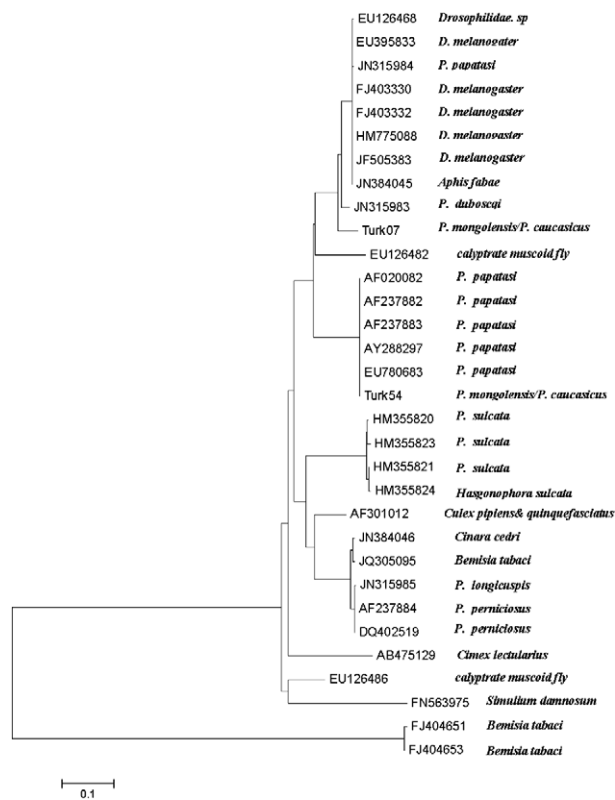 EU126468 Drosophilidae. sp
EU395833 D. melanogater
JN315984 P. papatasi
FJ403330 D. melanogaster
FJ403332 D. melanogaster
HM775088 D. melanogaster
JF505383 D. melanogaster
JN384045 Aphis fabae
JN315983 P. duboscqi
Turk07 P. mongolensis/P. caucasicus
EU126482 calyptrate muscoid fly
AF020082 P. papatasi
AF237882 P. papatasi
AF237883 P. papatasi
AY288297 P. papatasi
EU780683 P. papatasi
Turk54 P. mongolensis/P. caucasicus
HM355820 P. sulcata
HM355823 P. sulcata
HM355821 P. sulcata
HM355824 Hasgonophora sulcata
AF301012 Culex pipiens& quinquefasciatus
JN384046 Cinara cedri
JQ305095 Bemisia tabaci
JN315985 P. longicuspis
AF237884 P. perniciosus
DQ402519 P. perniciosus
AB475129 Cimex lectularius
EU126486 calyptrate muscoid fly
FN563975 Simulium damnosum
FJ404651 Bemisia tabaci
FJ404653 Bemisia tabaci
0.1